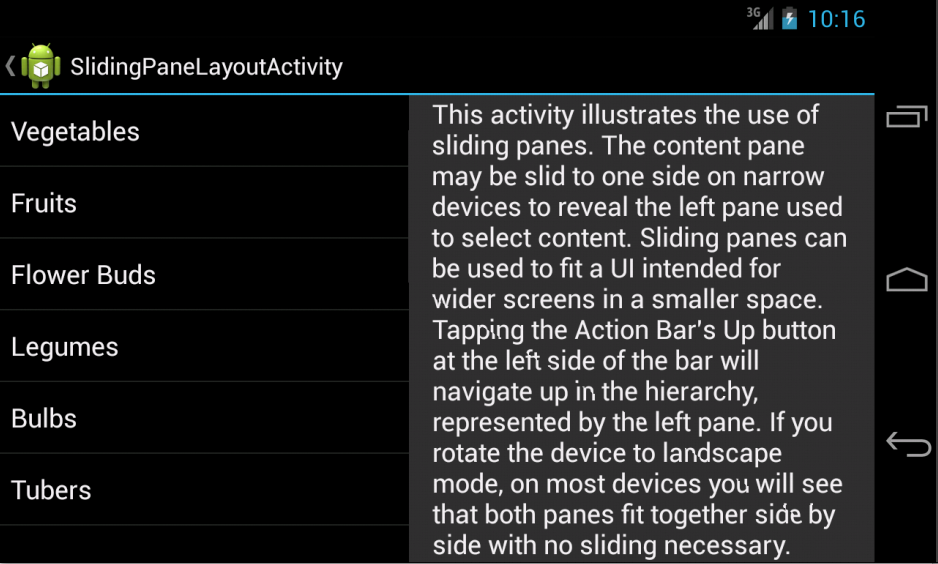 3G 10:16
SlidingPaneLayoutActivity
Vegetables
Fruits
Flower Buds
Legumes
Bulbs
Tubers
This activity illustrates the use of
sliding panes. The content pane
may be slid to one side on narrow
devices to reveal the left pane used
to select content. Sliding panes can
be used to fit a UI intended for
wider screens in a smaller space.
Tapping the Action Bar's Up button
at the left side of the bar will
navigate up in the hierarchy,
represented by the left pane. If you
rotate the device to landscape
mode, on most devices you will see
that both panes fit together side by
side with no sliding necessary.